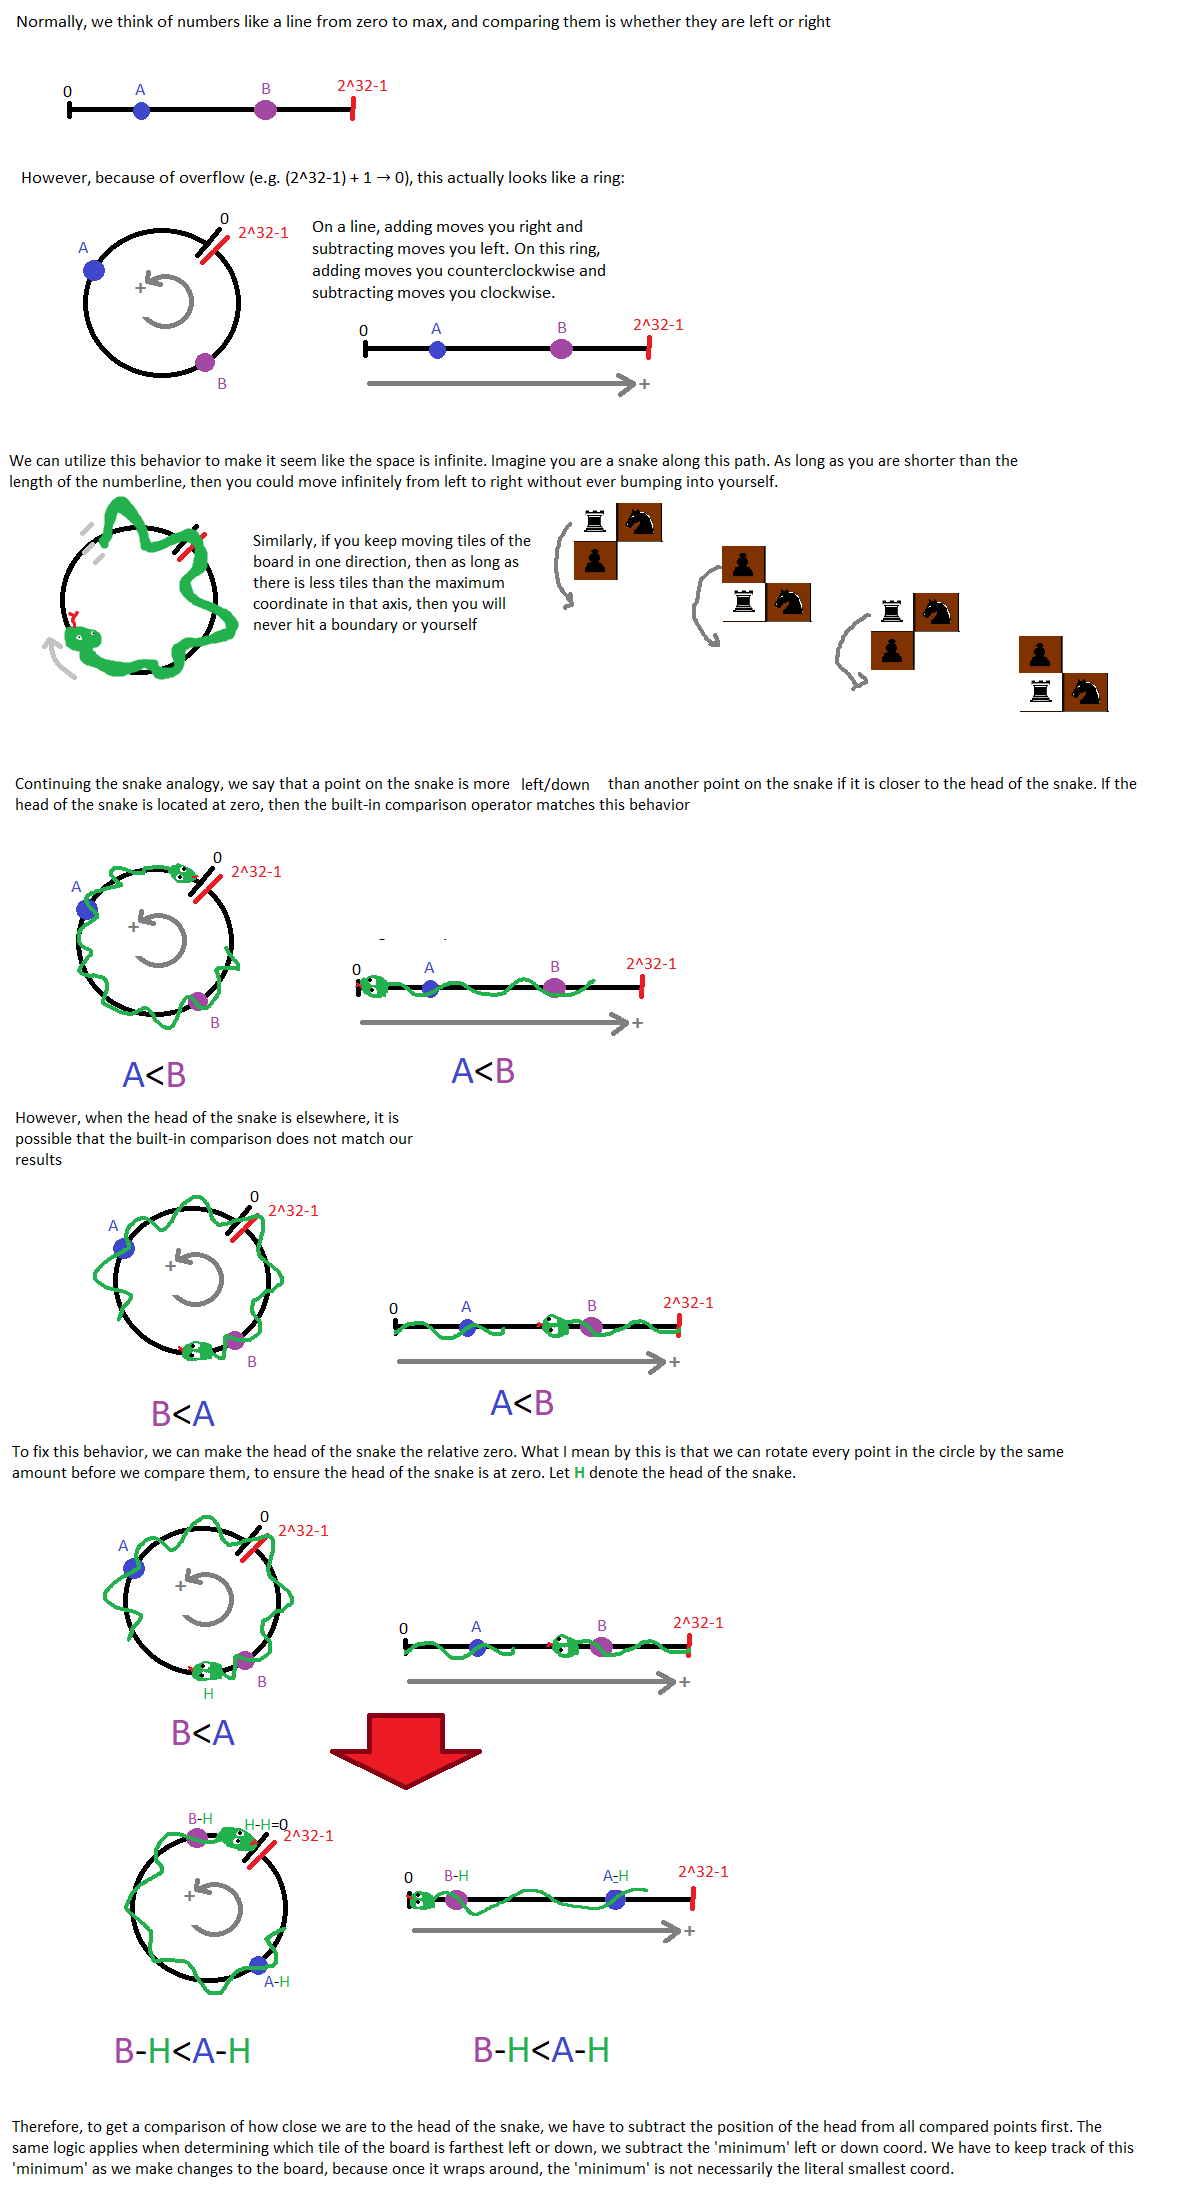 Normally, we think of numbers like a line from zero to max, and comparing them is whether they are left or right
0 A B 2^32-1
However, because of overflow (e.g. (2^32-1) + 1 → 0), this actually looks like a ring:
0
2^32-1
A
+
B
On a line, adding moves you right and
subtracting moves you left. On this ring,
adding moves you counterclockwise and
subtracting moves you clockwise.
0 A B 2^32-1
+
We can utilize this behavior to make it seem like the space is infinite. Imagine you are a snake along this path. As long as you are shorter than the
length of the numberline, then you could move infinitely from left to right without ever bumping into yourself.
Similarly, if you keep moving tiles of the
board in one direction, then as long as
there is less tiles than the maximum
coordinate in that axis, then you will
never hit a boundary or yourself
Continuing the snake analogy, we say that a point on the snake is more left/down than another point on the snake if it is closer to the head of the snake. If the
head of the snake is located at zero, then the built-in comparison operator matches this behavior
0
2^32-1
A
+
B
A<B
0 A B 2^32-1
+
A<B
However, when the head of the snake is elsewhere, it is
possible that the built-in comparison does not match our
results
0
2^32-1
A
+
B
B<A
0 A B 2^32-1
+
A<B
To fix this behavior, we can make the head of the snake the relative zero. What I mean by this is that we can rotate every point in the circle by the same
amount before we compare them, to ensure the head of the snake is at zero. Let H denote the head of the snake.
0
2^32-1
A
+
B
H
B<A
0 A B 2^32-1
+
B-H
H-H=0
2^32-1
+
A-H
B-H<A-H
0 B-H A-H 2^32-1
+
B-H<A-H
Therefore, to get a comparison of how close we are to the head of the snake, we have to subtract the position of the head from all compared points first. The
same logic applies when determining which tile of the board is farthest left or down, we subtract the 'minimum' left or down coord. We have to keep track of this
'minimum' as we make changes to the board, because once it wraps around, the 'minimum' is not necessarily the literal smallest coord.